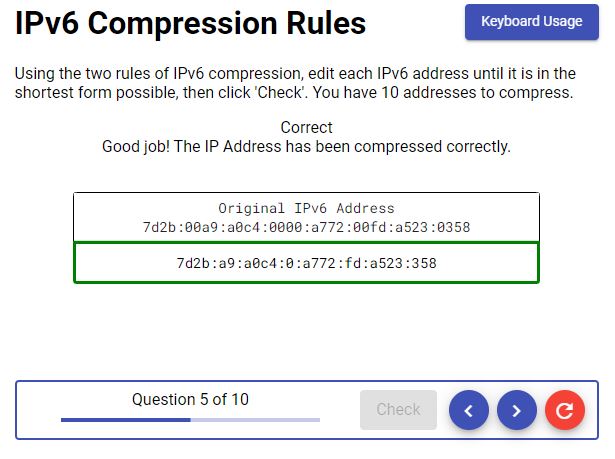 IPv6 Compression Rules
Keyboard Usage
Using the two rules of IPv6 compression, edit each IPv6 address until it is in the
shortest form possible, then click 'Check'. You have 10 addresses to compress.
Correct
Good job! The IP Address has been compressed correctly.
Original IPv6 Address
7d2b:00a9:a0c4:0000:a772:00fd:a523:0358
7d2b:a9:a0c4:0:a772:fd:a523:358
Question 5 of 10
Check